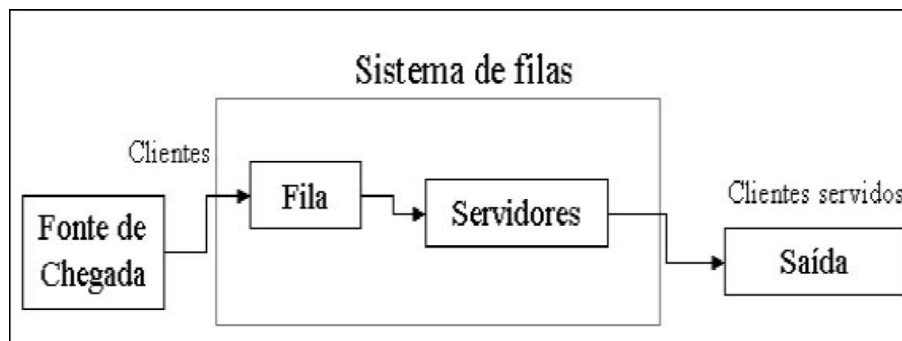 Sistema de filas
Clientes
Fila
Servidores
Clientes servidos
Fonte de
Chegada
Saída